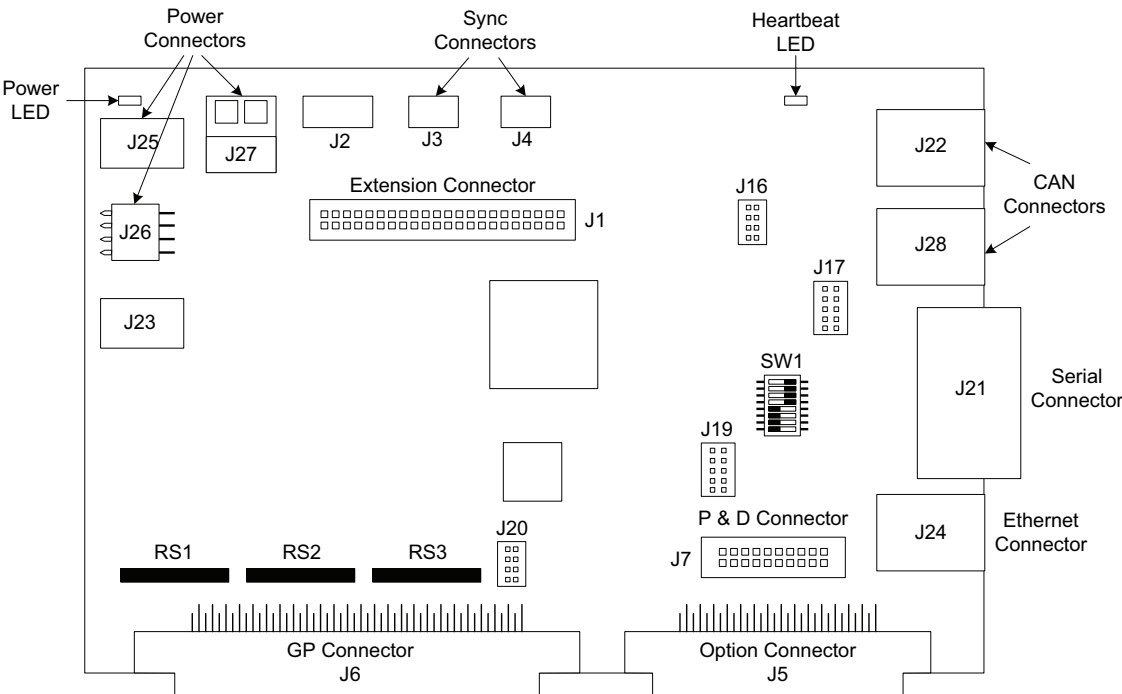 Power
Connectors
Sync
Connectors
Heartbeat
LED
Power
LED
J25
J27
J2
J3
J4
J22
CAN
Connectors
J26
Extension Connector
J1
J16
J28
J23
J17
SW1
J21
Serial
Connector
J19
P & D Connector
J7
J24
Ethernet
Connector
RS1
RS2
RS3
J20
GP Connector
J6
Option Connector
J5